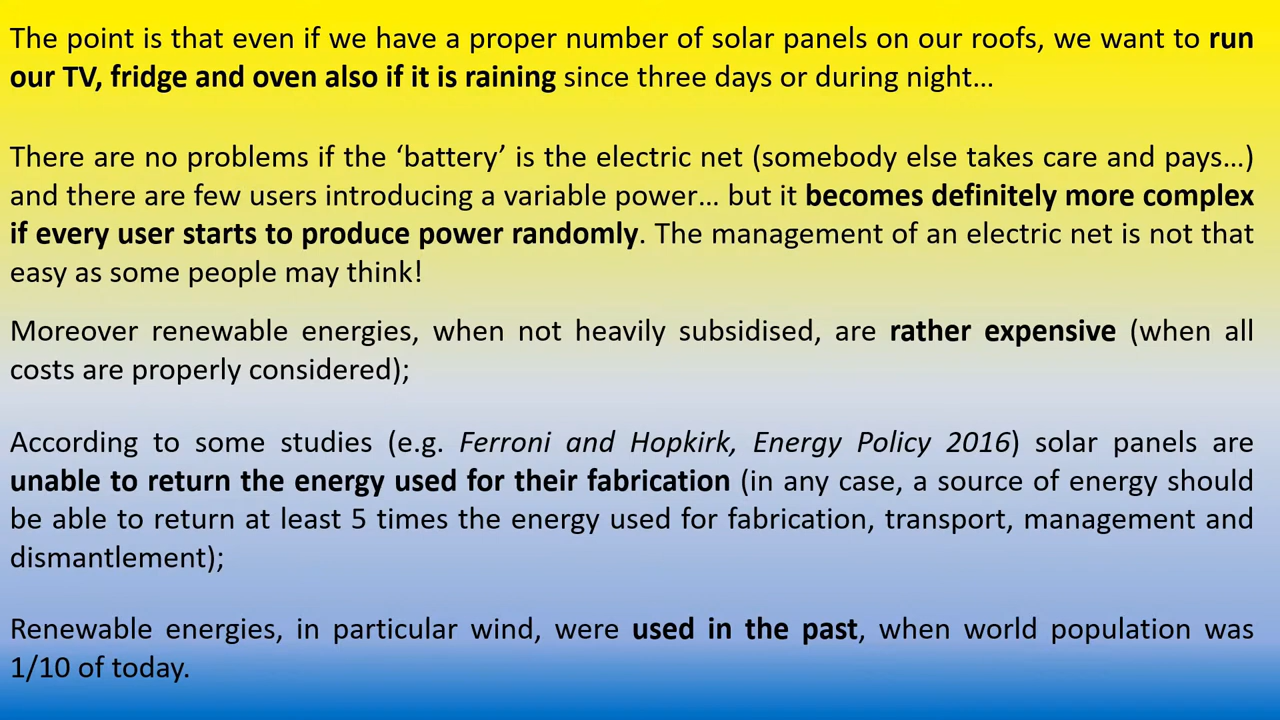 The point is that even if we have a proper number of solar panels on our roofs, we want to run
our TV, fridge and oven also if it is raining since three days or during night…
There are no problems if the ‘battery’ is the electric net (somebody else takes care and pays…)
and there are few users introducing a variable power… but it becomes definitely more complex
if every user starts to produce power randomly. The management of an electric net is not that
easy as some people may think!
Moreover renewable energies, when not heavily subsidised, are rather expensive (when all
costs are properly considered);
According to some studies (e.g. Ferroni and Hopkirk, Energy Policy 2016) solar panels are
unable to return the energy used for their fabrication (in any case, a source of energy should
be able to return at least 5 times the energy used for fabrication, transport, management and
dismantlement);
Renewable energies, in particular wind, were used in the past, when world population was
1/10 of today.